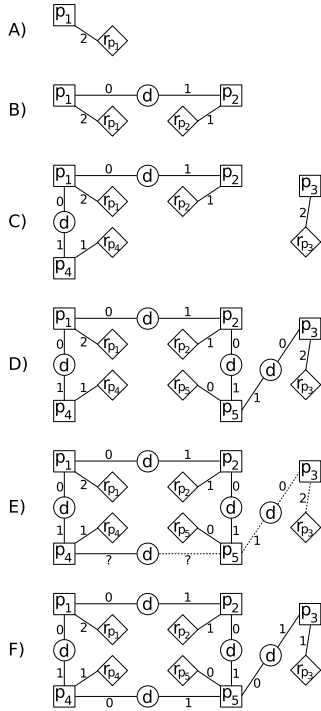 A)
p1
2
rp1
B)
p1 0 d 1 p2
2 rp1 rp2 1
C)
p1 0 d 1 p2
0 2 rp1 rp2 1 p3
d 2
1 1 rp4 rp3
p4
D)
p1 0 d 1 p2 p3
0 2 rp1 rp2 1 0 0
d d d 2
1 1 rp4 rp5 0 1 rp3
p4 p5 1
E)
p1 0 d 1 p2 p3
0 2 rp1 rp2 1 0 0
d d d 2
1 1 rp4 rp5 0 1 rp3
p4 ? d ? p5 1
F)
p1 0 d 1 p2 p3
0 2 rp1 rp2 1 0 1
d d d 1
1 1 rp4 rp5 0 1 rp3
p4 0 d 1 p5 0